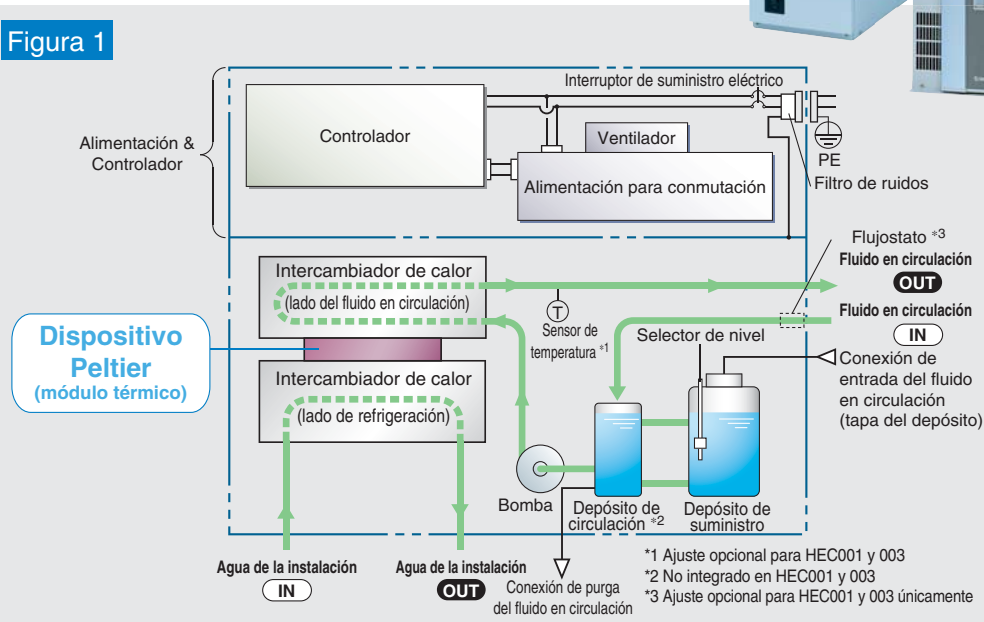 Figura 1
Interruptor de suministro eléctrico
Controlador
Ventilador
Alimentación para conmutación
Alimentación &
Controlador
PE
Filtro de ruidos
Flujostato *3
Fluido en circulación
OUT
Fluido en circulación
IN
Conexión de
entrada del fluido
en circulación
(tapa del depósito)
Intercambiador de calor
(lado del fluido en circulación)
T
Sensor de
temperatura *1
Selector de nivel
Dispositivo
Peltier
(módulo térmico)
Intercambiador de calor
(lado de refrigeración)
Bomba
Depósito de
circulación *2
Depósito de
suministro
Agua de la instalación
IN
Agua de la instalación
OUT
Conexión de purga
del fluido en circulación
*1 Ajuste opcional para HEC001 y 003
*2 No integrado en HEC001 y 003
*3 Ajuste opcional para HEC001 y 003 únicamente